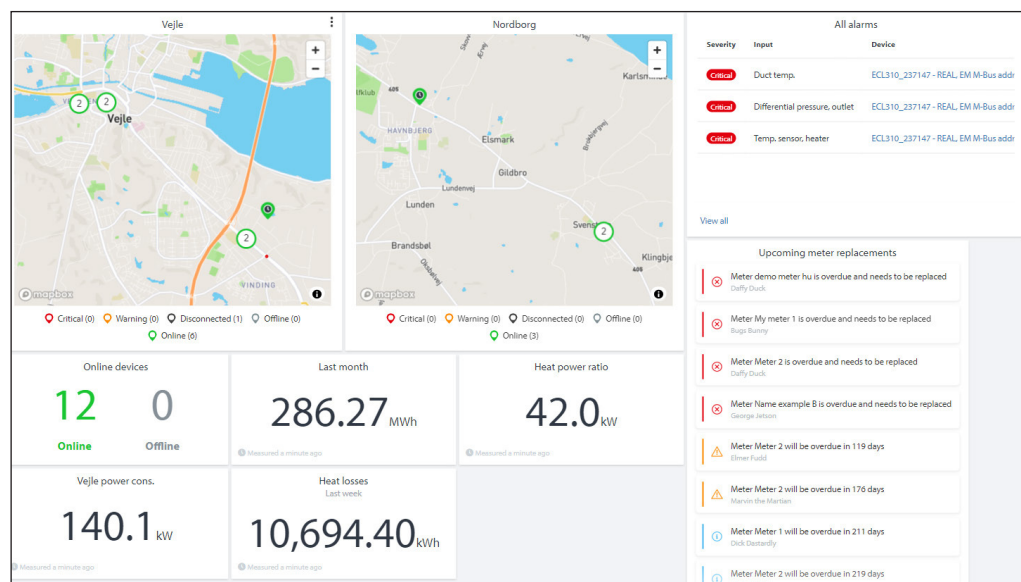 Vejle
+
−
2
2
Vejle
2
VINDING
mapbox
Critical (0) Warning (0) Disconnected (1) Offline (0)
Online (6)
Nordborg
+
−
Ærøvej
405
HAVNBJERG
Elsmark
Brokbjergvej
Gildbro
Lundenvej
Lunden
Svenst
2
Brandsbøl
Klingbje
405
mapbox
Critical (0) Warning (0) Disconnected (0) Offline (0)
Online (3)
All alarms
Severity Input Device
Critical Duct temp. ECL310_237147 - REAL, EM M-Bus addr
Critical Differential pressure, outlet ECL310_237147 - REAL, EM M-Bus addr
Critical Temp. sensor, heater ECL310_237147 - REAL, EM M-Bus addr
View all
Online devices
12 0
Online Offline
Last month
286.27 MWh
Measured a minute ago
Heat power ratio
42.0 kW
Measured a minute ago
Vejle power cons.
140.1 kW
Measured a minute ago
Heat losses
Last week
10,694.40 kWh
Measured a minute ago
Upcoming meter replacements
Meter demo meter hu is overdue and needs to be replaced
Daffy Duck
Meter My meter 1 is overdue and needs to be replaced
Bugs Bunny
Meter Meter 2 is overdue and needs to be replaced
Daffy Duck
Meter Name example B is overdue and needs to be replaced
George Jetson
Meter Meter 2 will be overdue in 119 days
Elmer Fudd
Meter Meter 2 will be overdue in 176 days
Marvin the Martian
Meter Meter 1 will be overdue in 211 days
Dick Dastardly
Meter Meter 2 will be overdue in 219 days